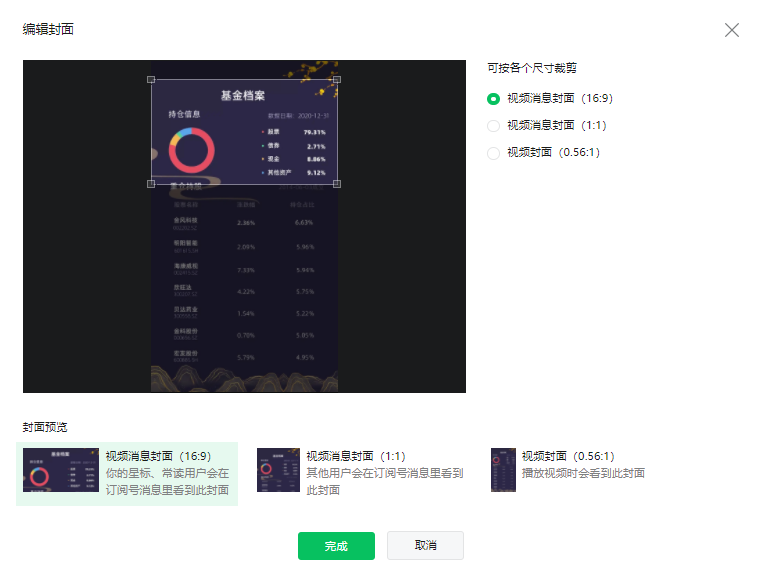 编辑封面
可按各个尺寸裁剪
视频消息封面（16:9）
视频消息封面（1:1）
视频封面（0.56:1）
基金档案
持仓信息
数据日期：2020-12-31
股票 79.31%
债券 2.71%
现金 8.86%
其他资产 9.12%
重仓持股
股票名称 涨跌幅 持仓占比
金风科技 2.36% 6.63%
明阳智能 2.09% 5.96%
海康威视 7.33% 5.94%
4.22% 5.75%
贝达药业 1.54% 5.22%
金科股份 0.70% 5.05%
宏发股份 5.79% 4.95%
封面预览
基金档案
视频消息封面（16:9）
你的星标、常读用户会在
订阅号消息里看到此封面
视频消息封面（1:1）
其他用户会在订阅号消息里看到
此封面
视频封面（0.56:1）
播放视频时会看到此封面
完成
取消